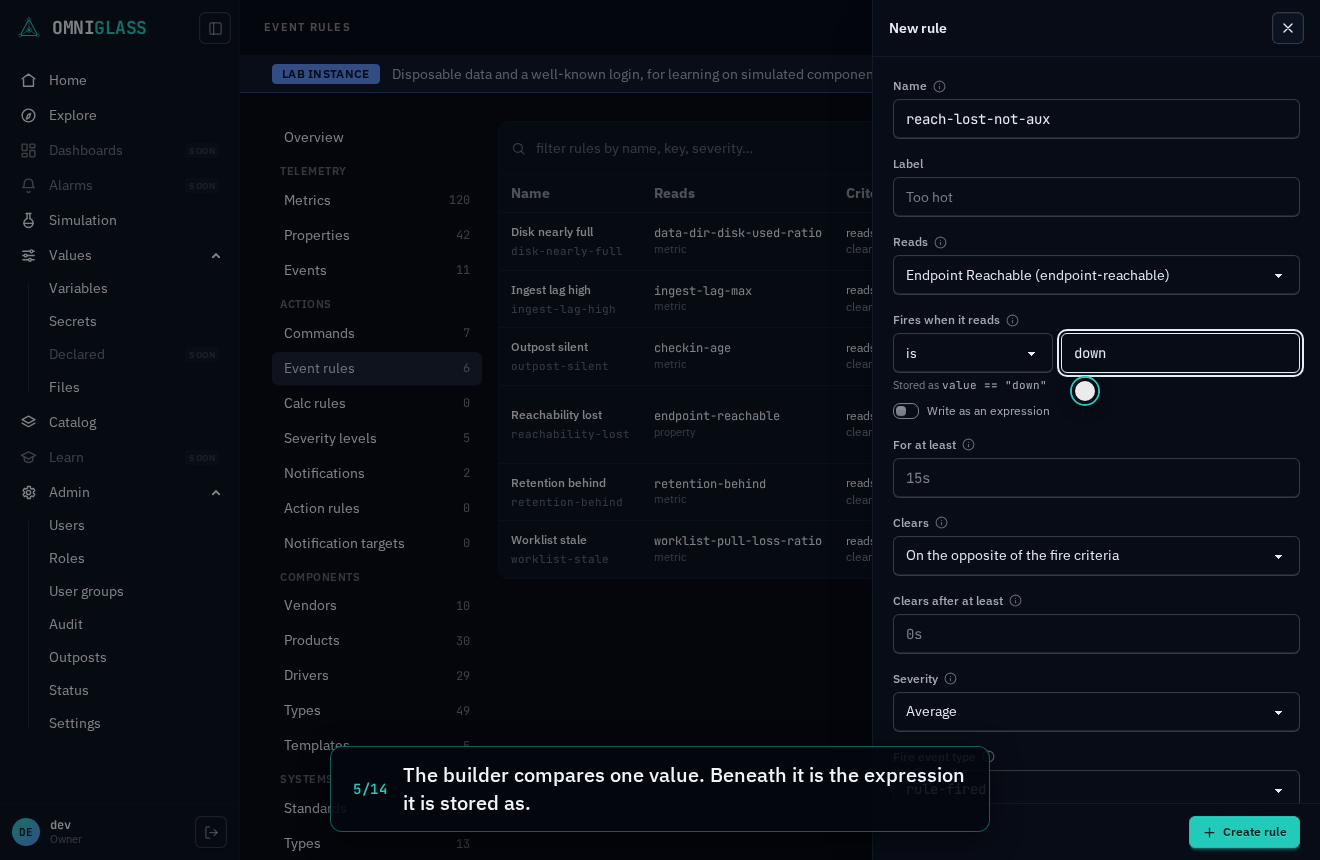 OMNIGLASS
EVENT RULES
New rule
Home
Explore
Dashboards SOON
Alarms SOON
Simulation
Values
Variables
Secrets
Declared SOON
Files
Catalog
Learn SOON
Admin
Users
Roles
User groups
Audit
Outposts
Status
Settings
DE dev
Owner
LAB INSTANCE Disposable data and a well-known login, for learning on simulated componen
Overview
TELEMETRY
Metrics 120
Properties 42
Events 11
ACTIONS
Commands 7
Event rules 6
Calc rules 0
Severity levels 5
Notifications 2
Action rules 0
Notification targets 0
COMPONENTS
Vendors 10
Products 30
Drivers 29
Types 49
Templates 5
SYSTEMS
Standards
Types 13
filter rules by name, key, severity...
Name Reads Crite
Disk nearly full data-dir-disk-used-ratio reads
disk-nearly-full metric clear
Ingest lag high ingest-lag-max reads
ingest-lag-high metric clear
Outpost silent checkin-age reads
outpost-silent metric clear
Reachability lost endpoint-reachable reads
reachability-lost property clear
Retention behind retention-behind reads
retention-behind metric clear
Worklist stale worklist-pull-loss-ratio reads
worklist-stale metric clear
Name
reach-lost-not-aux
Label
Too hot
Reads
Endpoint Reachable (endpoint-reachable)
Fires when it reads
is down
Stored as value == "down"
Write as an expression
For at least
15s
Clears
On the opposite of the fire criteria
Clears after at least
0s
Severity
Average
Fire event type
rule-fired
Create rule
5/14 The builder compares one value. Beneath it is the expression
it is stored as.